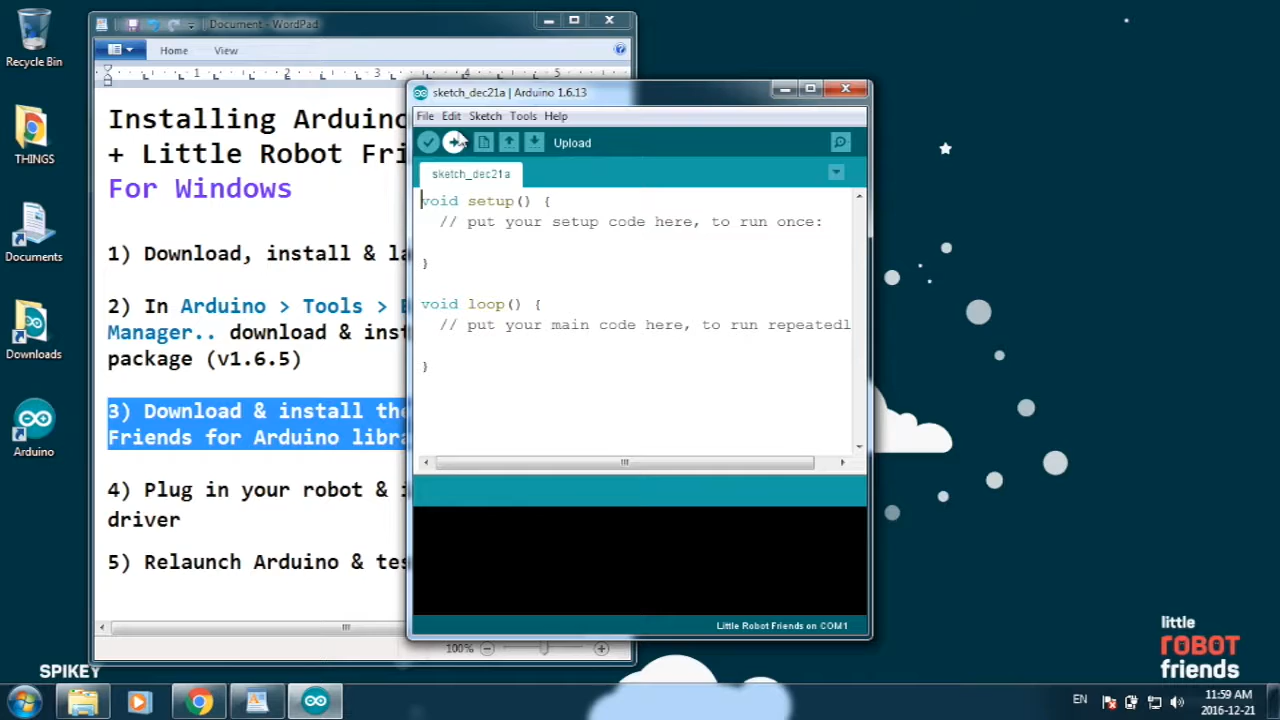 Recycle Bin
THINGS
Documents
Downloads
Arduino
Document - WordPad
Home View
1 2 3 4 5
Installing Arduino
+ Little Robot Fri
For Windows
1) Download, install & la
2) In Arduino > Tools > B
Manager.. download & inst
package (v1.6.5)
3) Download & install the
Friends for Arduino libra
4) Plug in your robot & i
driver
5) Relaunch Arduino & tes
100%
sketch_dec21a | Arduino 1.6.13
File Edit Sketch Tools Help
Upload
sketch_dec21a
void setup() {
// put your setup code here, to run once:
}
void loop() {
// put your main code here, to run repeatedl
}
Little Robot Friends on COM1
SPIKEY
little
ROBOT
friends
EN
11:59 AM
2016-12-21